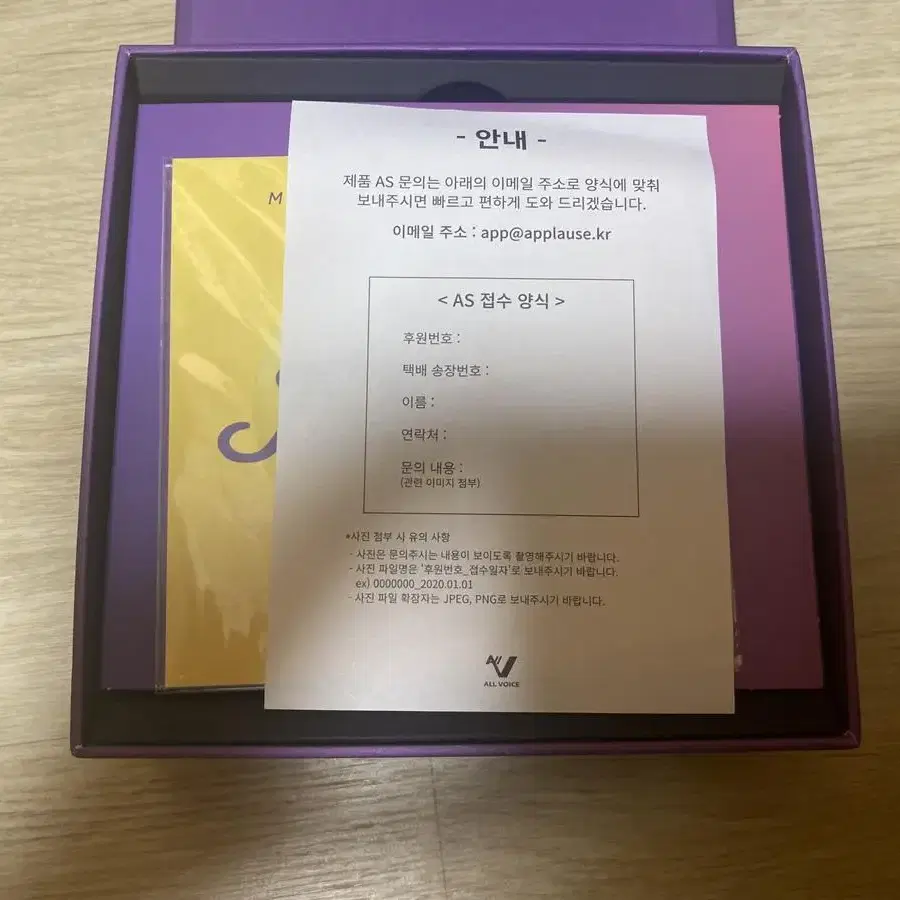 - 안내 -
제품 AS 문의는 아래의 이메일 주소로 양식에 맞춰
보내주시면 빠르고 편하게 도와 드리겠습니다.
이메일 주소 : app@applause.kr
< AS 접수 양식 >
후원번호 :
택배 송장번호 :
이름 :
연락처 :
문의 내용 :
(관련 이미지 첨부)
*사진 첨부 시 유의 사항
- 사진은 문의주시는 내용이 보이도록 촬영해주시기 바랍니다.
- 사진 파일명은 '후원번호_접수일자'로 보내주시기 바랍니다.
ex) 0000000_2020.01.01
- 사진 파일 확장자는 JPEG, PNG로 보내주시기 바랍니다.
ALL VOICE
M